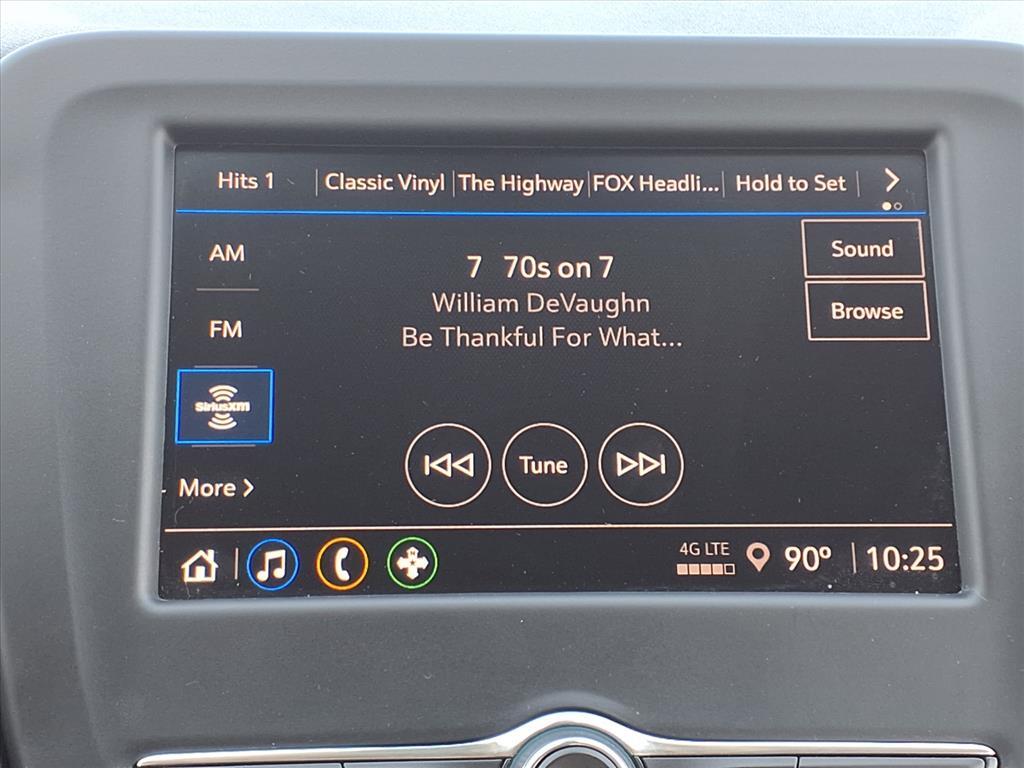 Hits 1 Classic Vinyl The Highway FOX Headli... Hold to Set
AM
7 70s on 7
Sound
William DeVaughn
FM
Be Thankful For What...
Browse
SiriusXM
Tune
More
4G LTE
90° 10:25